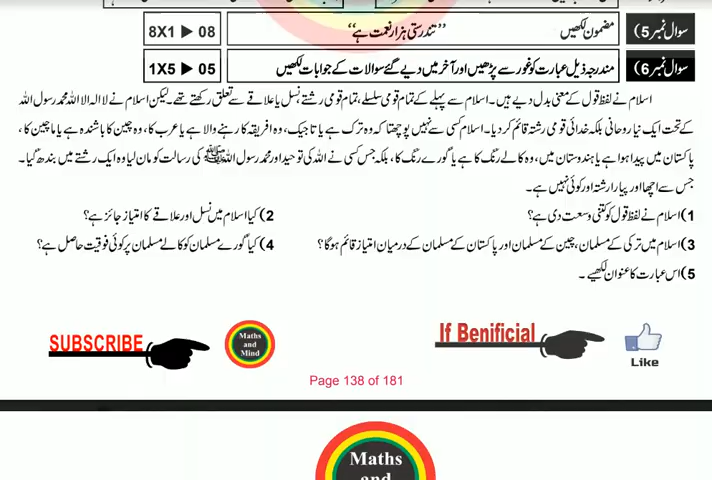 سوال نمبر 5) مضمون لکھیں "تندرستی ہزار نعمت ہے" 8X1 ▶ 08
سوال نمبر 6) مندرجہ ذیل عبارت کو غور سے پڑھیں اور آخر میں دیے گئے سوالات کے جوابات لکھیں 1X5 ▶ 05
اسلام نے لفظ قول کے معنی بدل دیے ہیں۔ اسلام سے پہلے کے تمام قومی سلسلے، تمام قومی رشتے نسل یا علاقے سے تعلق رکھتے تھے۔ لیکن اسلام نے لا الہ الا اللہ محمد رسول اللہ
کے تحت ایک نیا روحانی بلکہ خدائی قومی رشتہ قائم کر دیا۔ اسلام کسی سے نہیں پوچھتا کہ وہ ترک ہے یا تاجیک، وہ افریقہ کا رہنے والا ہے یا عرب کا، وہ چین کا باشندہ ہے یا ماچین کا،
پاکستان میں پیدا ہوا ہے یا ہندوستان میں، وہ کالے رنگ کا ہے یا گورے رنگ کا، بلکہ جس کسی نے اللہ کی توحید اور محمد رسول اللہ ﷺ کی رسالت کو مان لیا وہ ایک رشتے میں بندھ گیا۔
جس سے اچھا اور پیارا رشتہ اور کوئی نہیں ہے۔
1) اسلام نے لفظ قول کو کتنی وسعت دی ہے؟ 2) کیا اسلام میں نسل اور علاقے کا امتیاز جائز ہے؟
3) اسلام میں ترکی کے مسلمان، چین کے مسلمان اور پاکستان کے مسلمان کے درمیان امتیاز قائم ہوگا؟ 4) کیا گورے مسلمان کو کالے مسلمان پر کوئی فوقیت حاصل ہے؟
5) اس عبارت کا عنوان لکھیے۔
SUBSCRIBE
Maths
and
Mind
If Benificial
Like
Page 138 of 181
Maths
and